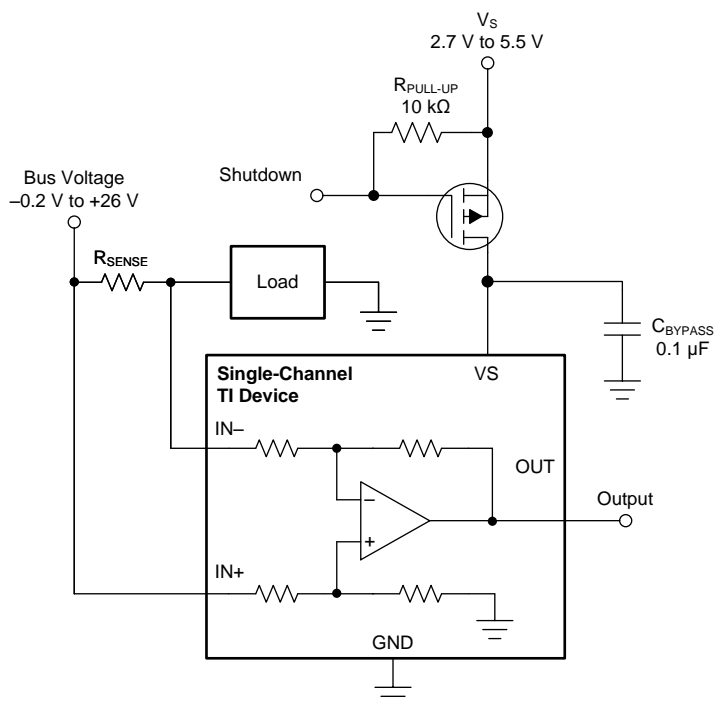 VS
2.7 V to 5.5 V
RPULL-UP
10 kΩ
Shutdown
Bus Voltage
–0.2 V to +26 V
RSENSE
Load
CBYPASS
0.1 µF
Single-Channel
TI Device
VS
IN–
OUT
–
Output
+
IN+
GND